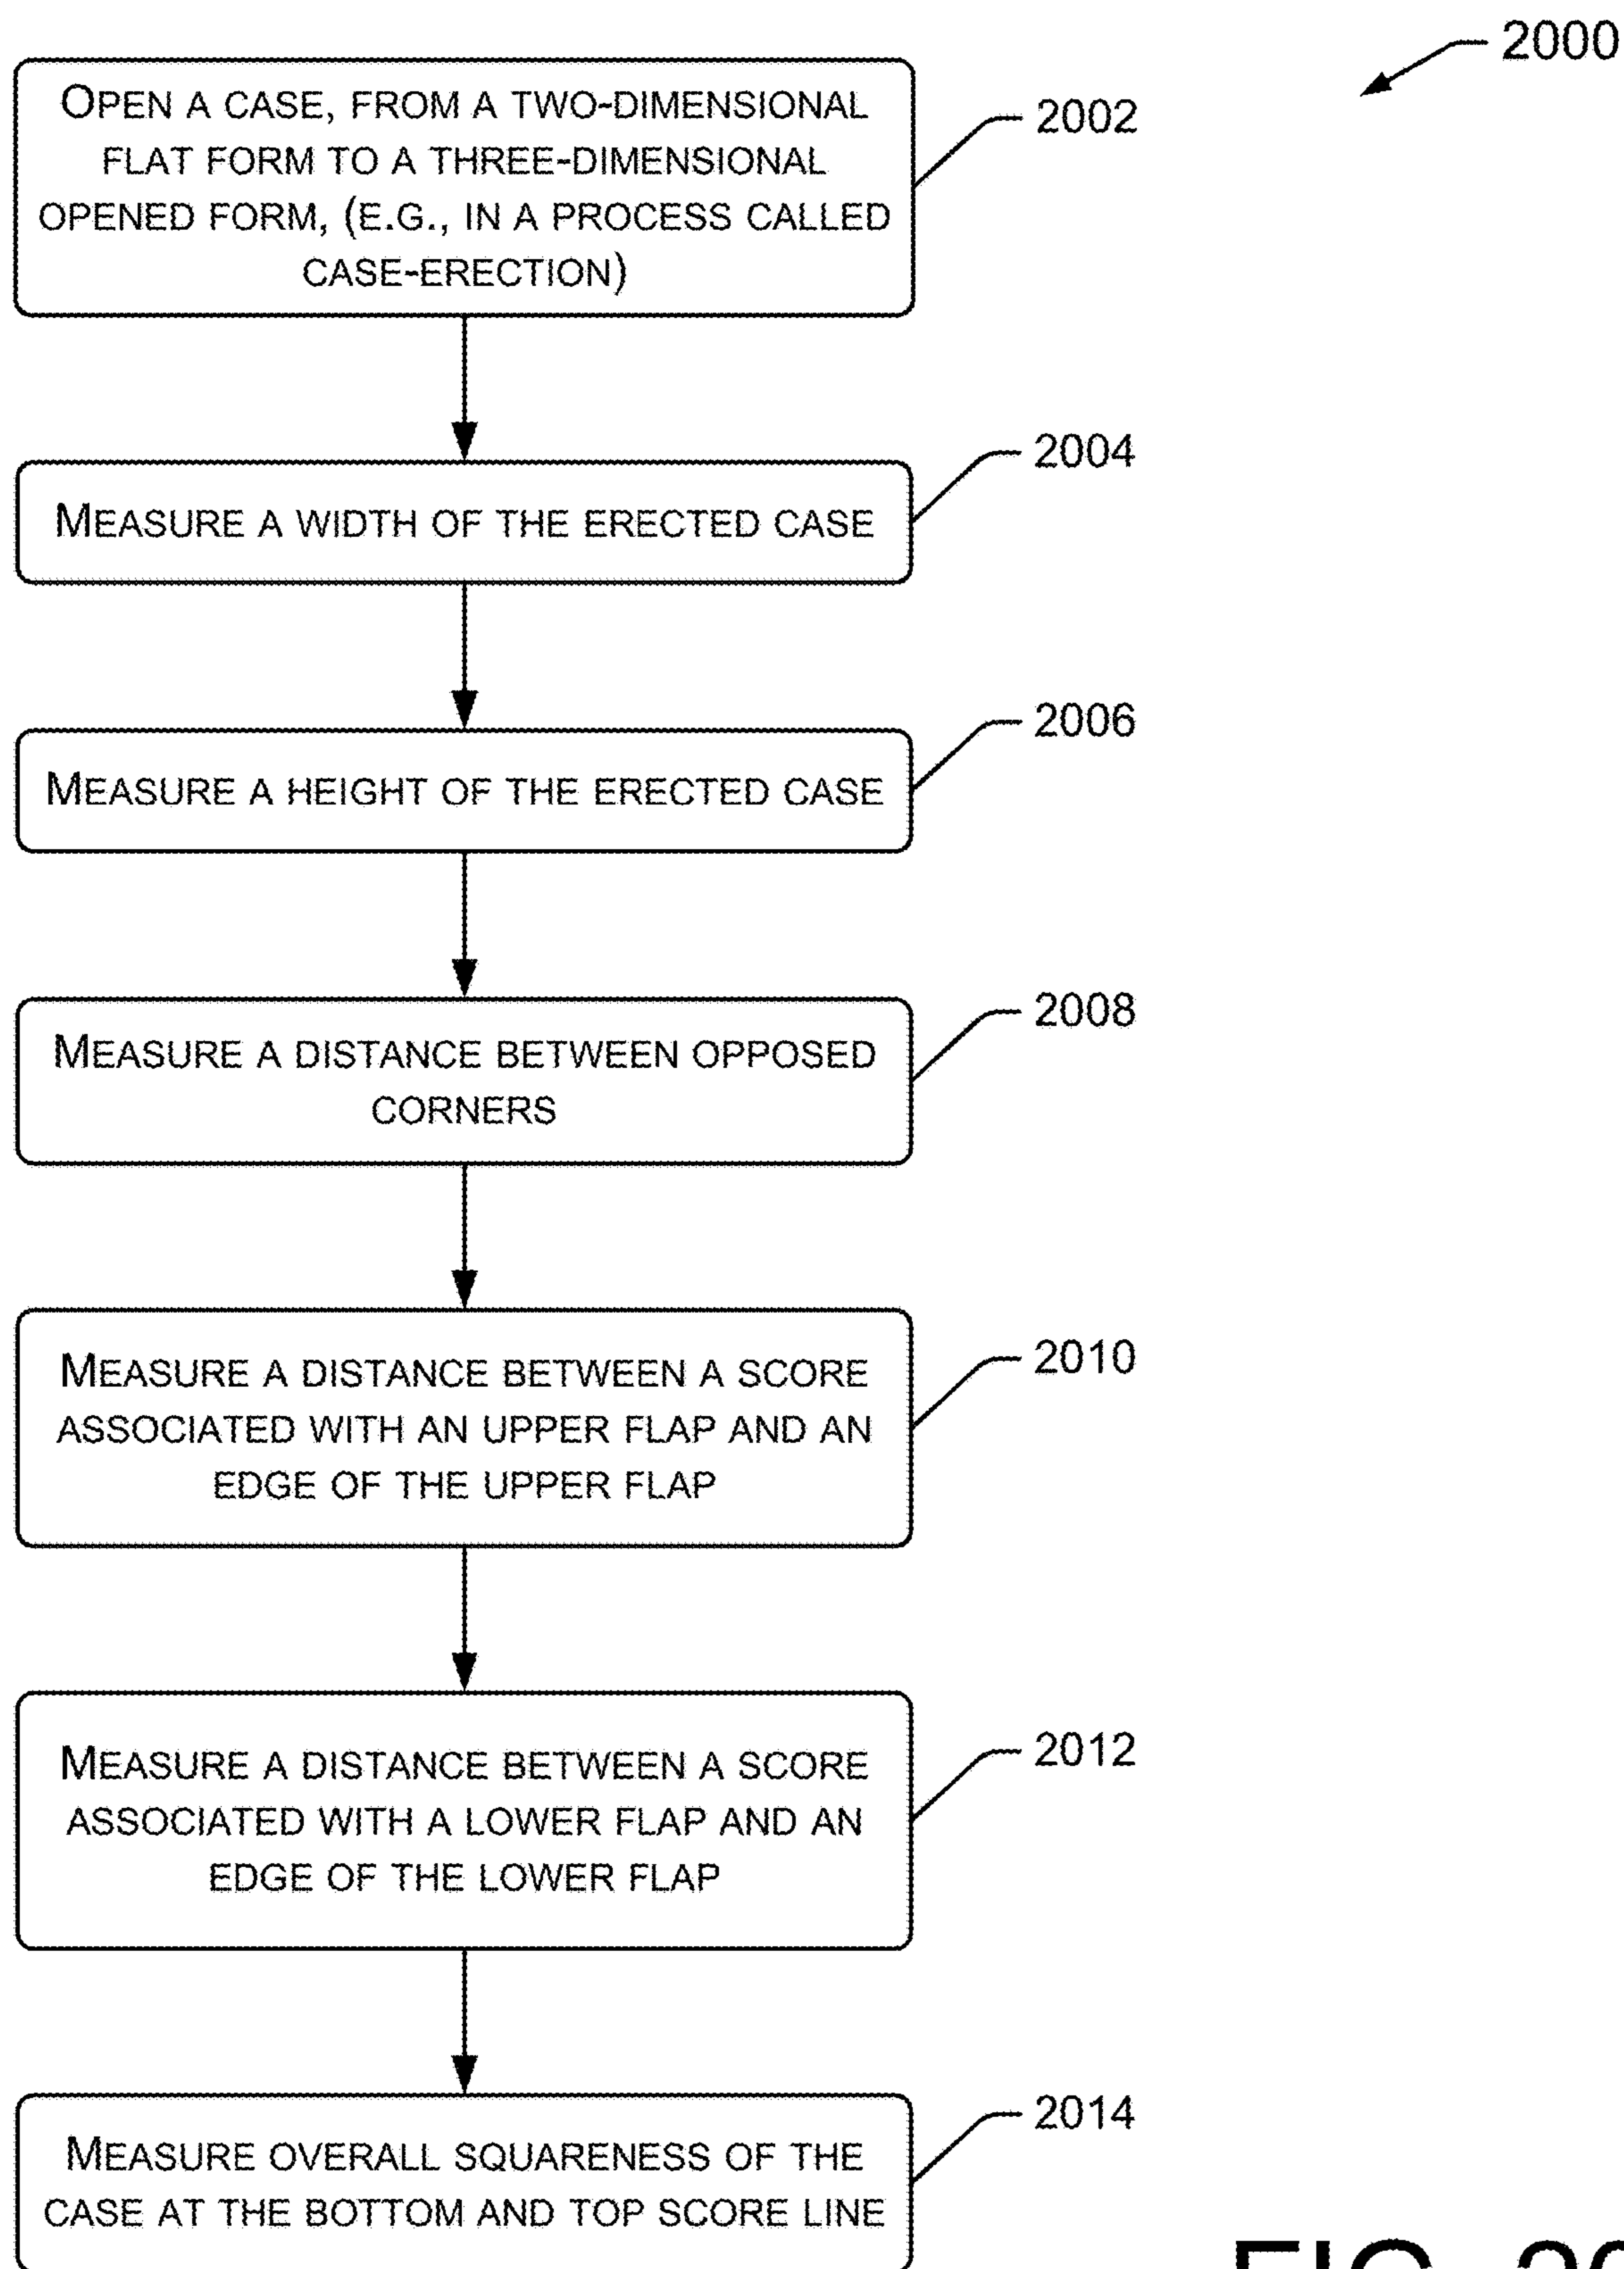 2000
OPEN A CASE, FROM A TWO-DIMENSIONAL
FLAT FORM TO A THREE-DIMENSIONAL
OPENED FORM, (E.G., IN A PROCESS CALLED
CASE-ERECTION)
2002
MEASURE A WIDTH OF THE ERECTED CASE
2004
MEASURE A HEIGHT OF THE ERECTED CASE
2006
MEASURE A DISTANCE BETWEEN OPPOSED
CORNERS
2008
MEASURE A DISTANCE BETWEEN A SCORE
ASSOCIATED WITH AN UPPER FLAP AND AN
EDGE OF THE UPPER FLAP
2010
MEASURE A DISTANCE BETWEEN A SCORE
ASSOCIATED WITH A LOWER FLAP AND AN
EDGE OF THE LOWER FLAP
2012
MEASURE OVERALL SQUARENESS OF THE
CASE AT THE BOTTOM AND TOP SCORE LINE
2014
FIG. 20